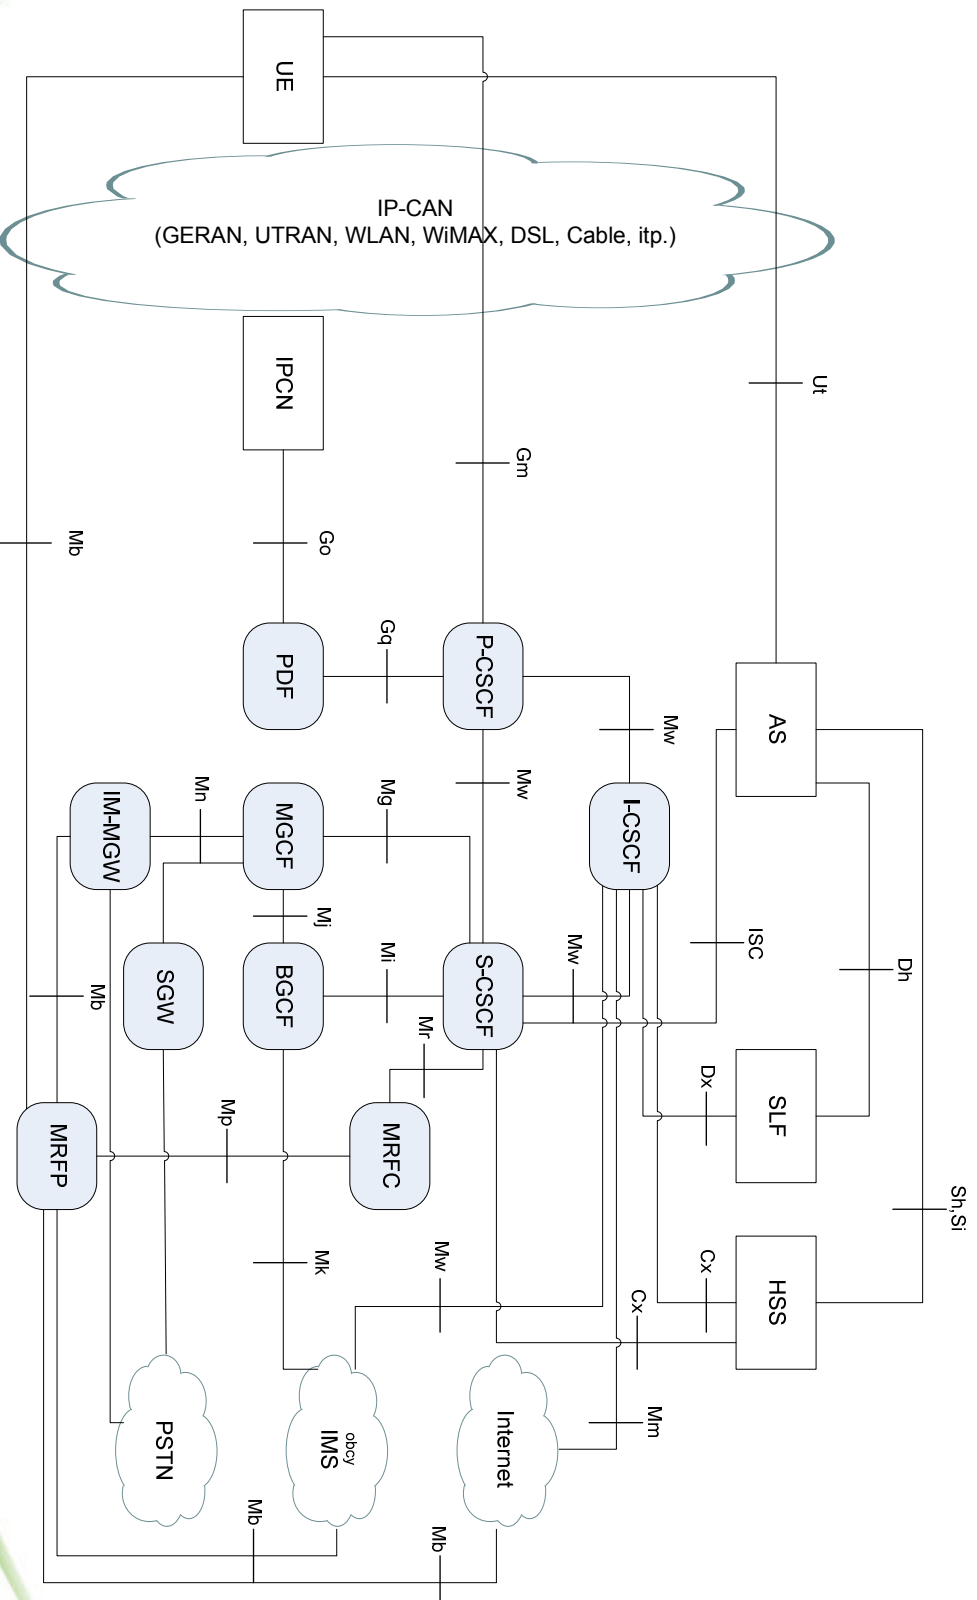 UE
IP-CAN
(GERAN, UTRAN, WLAN, WiMAX, DSL, Cable, itp.)
IPCN
Ut
Gm
Go
Mb
AS
P-CSCF
PDF
Gq
Mw
Mw
I-CSCF
MGCF
IM-MGW
Mn
Mg
Mj
ISC
Dh
Mw
S-CSCF
BGCF
SGW
Mi
Mb
Mr
Dx
SLF
MRFC
MRFP
Mp
Sh,Si
Cx
HSS
Mw
Mk
Cx
Mm
Internet
obcy
IMS
PSTN
Mb
Mb